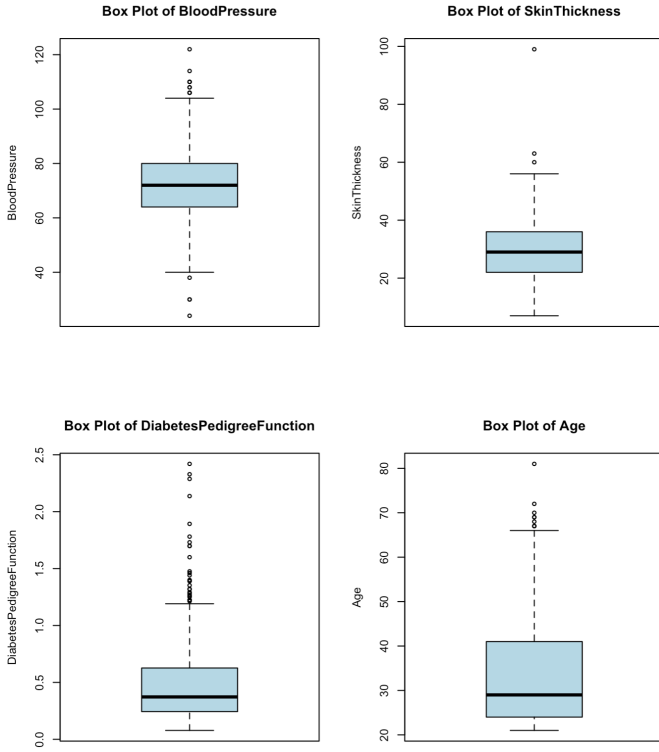 Box Plot of BloodPressure
BloodPressure
120
100
80
60
40
Box Plot of SkinThickness
SkinThickness
100
80
60
40
20
Box Plot of DiabetesPedigreeFunction
DiabetesPedigreeFunction
2.5
2.0
1.5
1.0
0.5
0.0
Box Plot of Age
Age
80
70
60
50
40
30
20